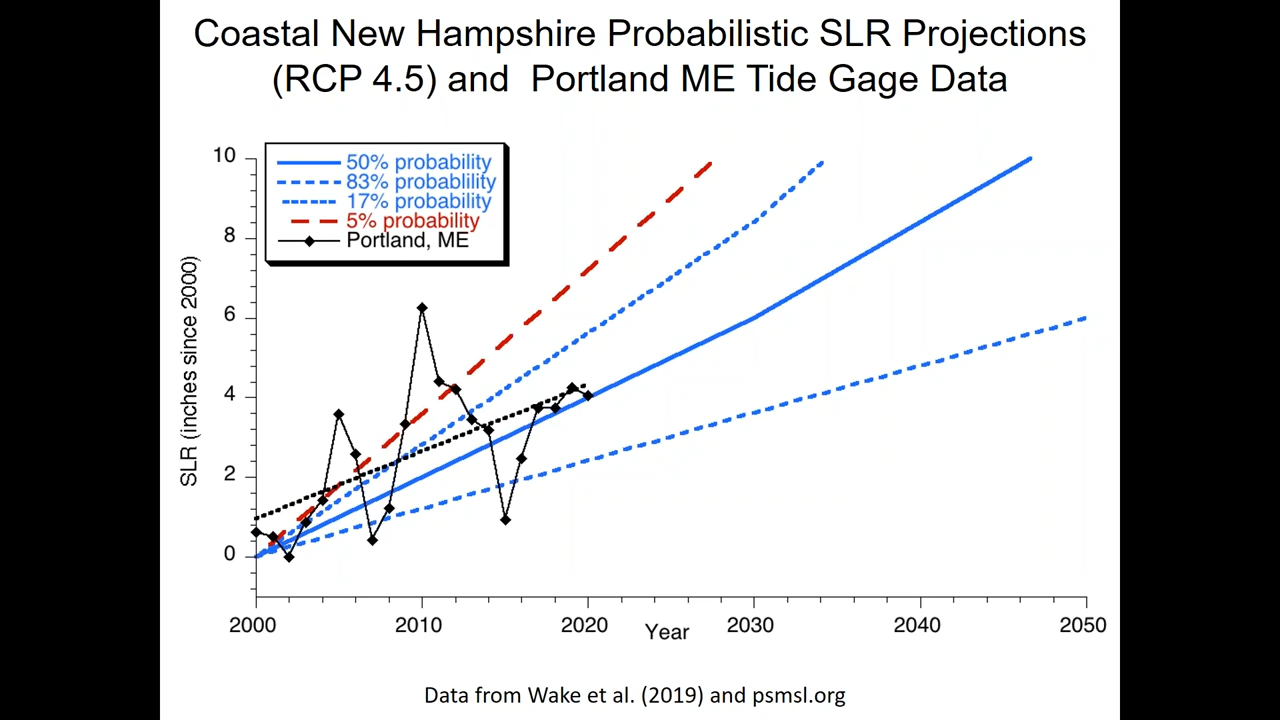 Coastal New Hampshire Probabilistic SLR Projections
(RCP 4.5) and Portland ME Tide Gage Data
50% probability
83% probablility
17% probability
5% probability
Portland, ME
10
8
6
4
2
0
SLR (inches since 2000)
2000
2010
2020
2030
2040
2050
Year
Data from Wake et al. (2019) and psmsl.org